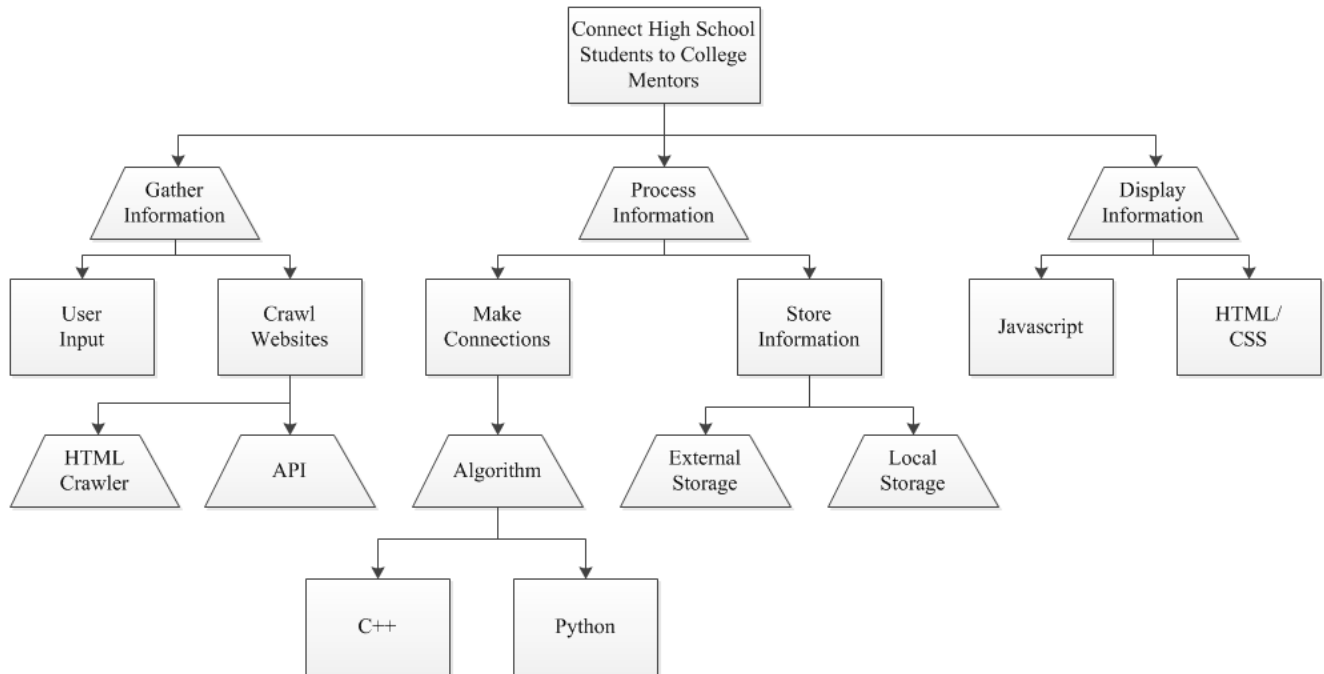 Connect High School
Students to College
Mentors
Gather
Information
Process
Information
Display
Information
User
Input
Crawl
Websites
Make
Connections
Store
Information
Javascript
HTML/
CSS
HTML
Crawler
API
Algorithm
External
Storage
Local
Storage
C++
Python